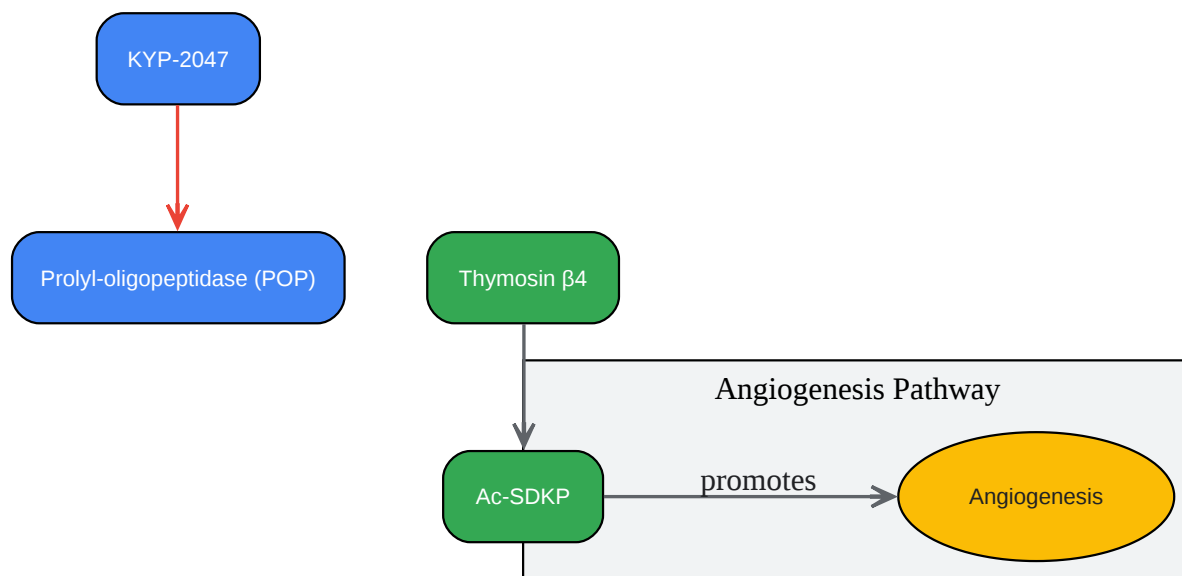 KYP-2047
Prolyl-oligopeptidase (POP)
Thymosin β4
Angiogenesis Pathway
Ac-SDKP
promotes
Angiogenesis